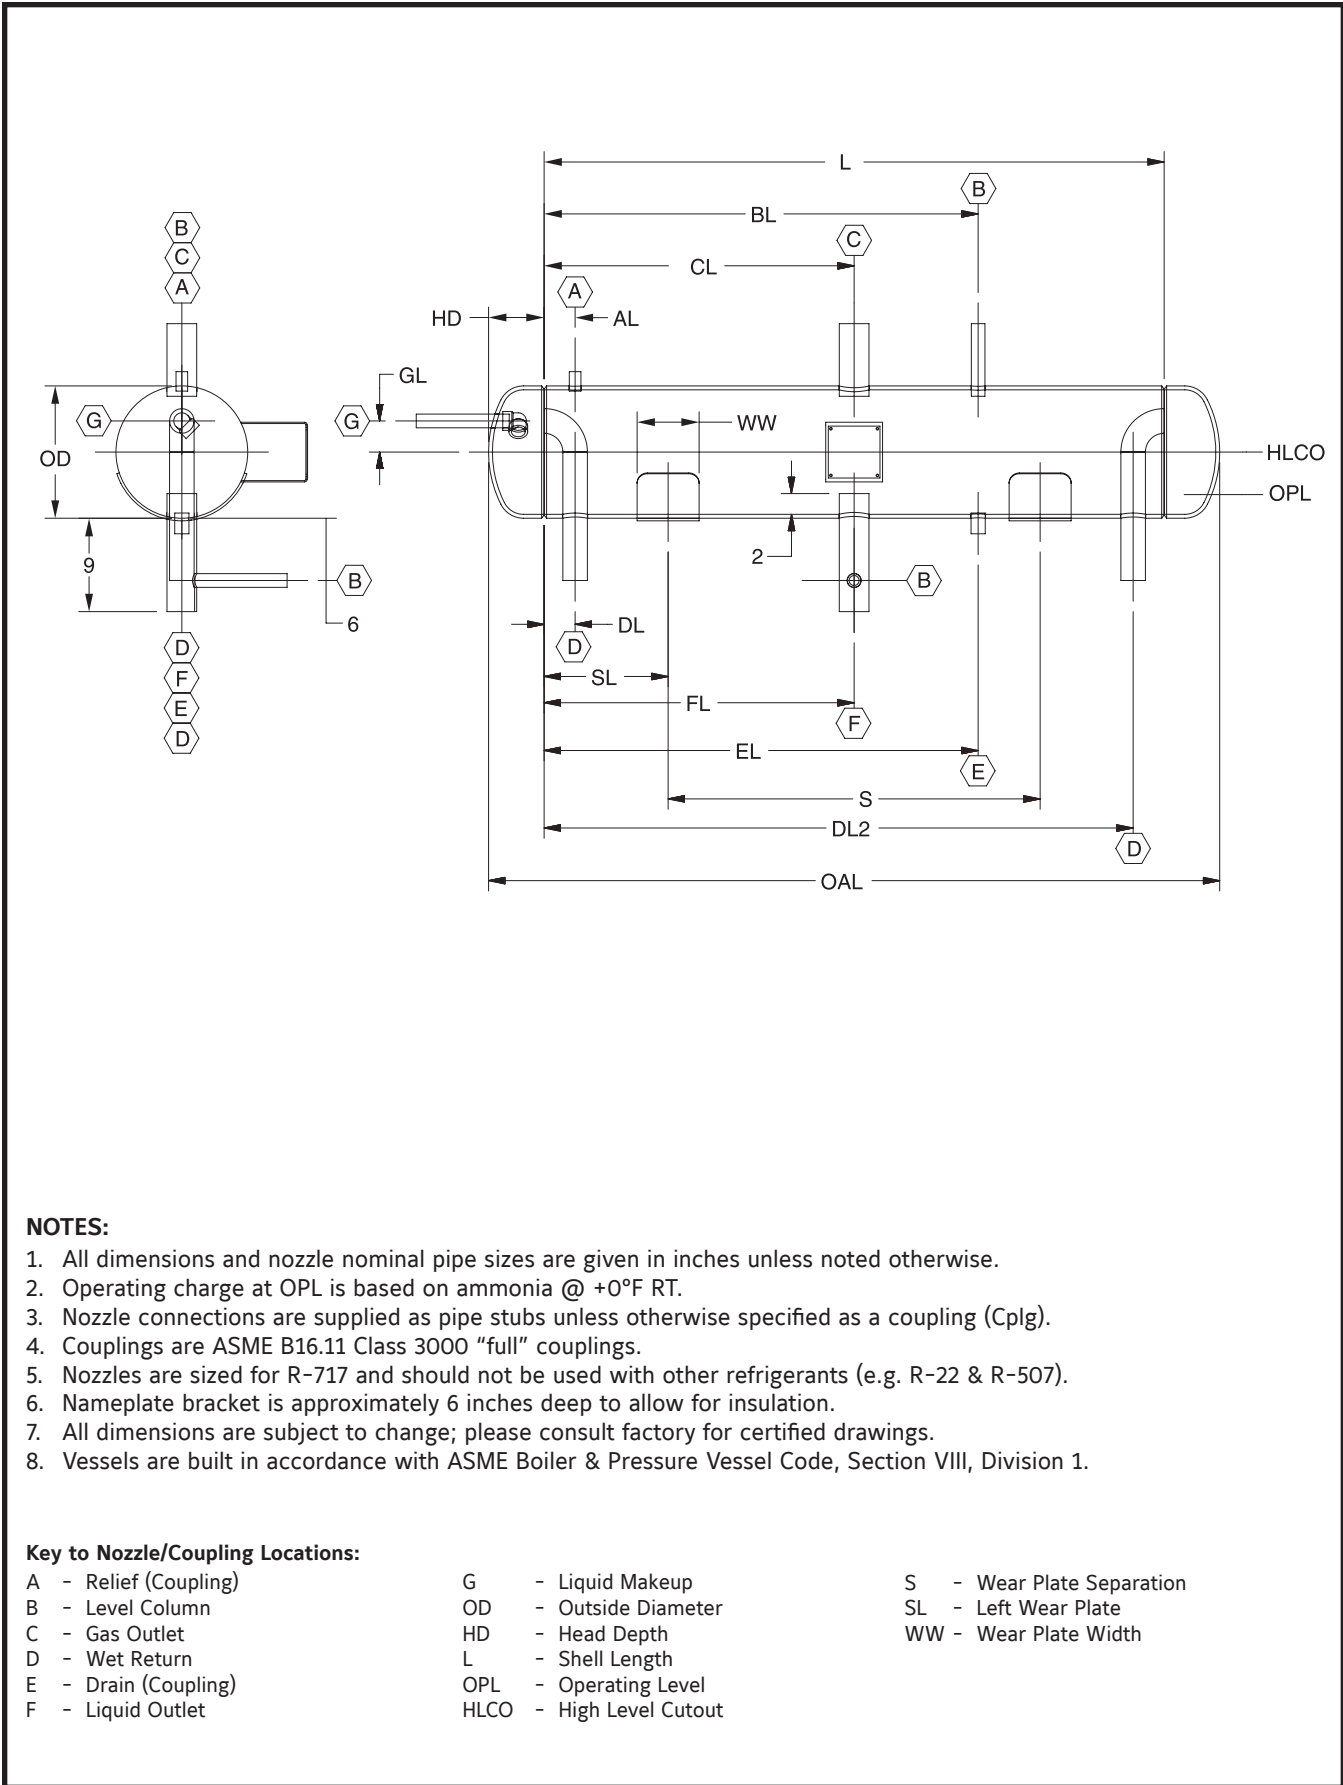 L
B
BL
B
C
C
CL
A
A
HD
AL
GL
G
G
WW
OD
HLCO
OPL
2
9
B
B
6
DL
D
D
SL
F
FL
F
E
EL
E
D
S
DL2
D
OAL
NOTES:
1. All dimensions and nozzle nominal pipe sizes are given in inches unless noted otherwise.
2. Operating charge at OPL is based on ammonia @ +0°F RT.
3. Nozzle connections are supplied as pipe stubs unless otherwise specified as a coupling (Cplg).
4. Couplings are ASME B16.11 Class 3000 “full” couplings.
5. Nozzles are sized for R-717 and should not be used with other refrigerants (e.g. R-22 & R-507).
6. Nameplate bracket is approximately 6 inches deep to allow for insulation.
7. All dimensions are subject to change; please consult factory for certified drawings.
8. Vessels are built in accordance with ASME Boiler & Pressure Vessel Code, Section VIII, Division 1.
Key to Nozzle/Coupling Locations:
A - Relief (Coupling)
B - Level Column
C - Gas Outlet
D - Wet Return
E - Drain (Coupling)
F - Liquid Outlet
G - Liquid Makeup
OD - Outside Diameter
HD - Head Depth
L - Shell Length
OPL - Operating Level
HLCO - High Level Cutout
S - Wear Plate Separation
SL - Left Wear Plate
WW - Wear Plate Width